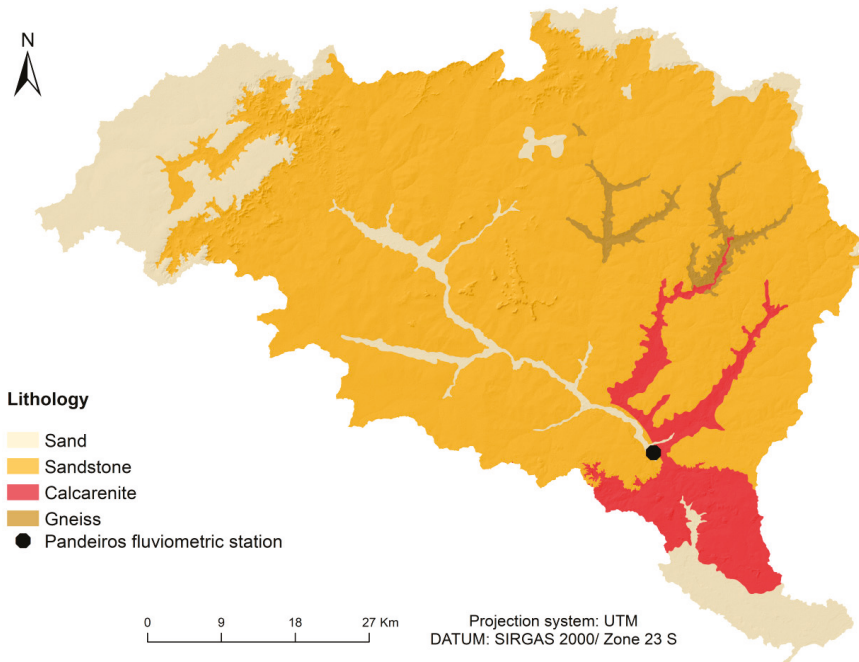 N
Lithology
Sand
Sandstone
Calcarenite
Gneiss
Pandeiros fluviometric station
0 9 18 27 Km
Projection system: UTM
DATUM: SIRGAS 2000/ Zone 23 S